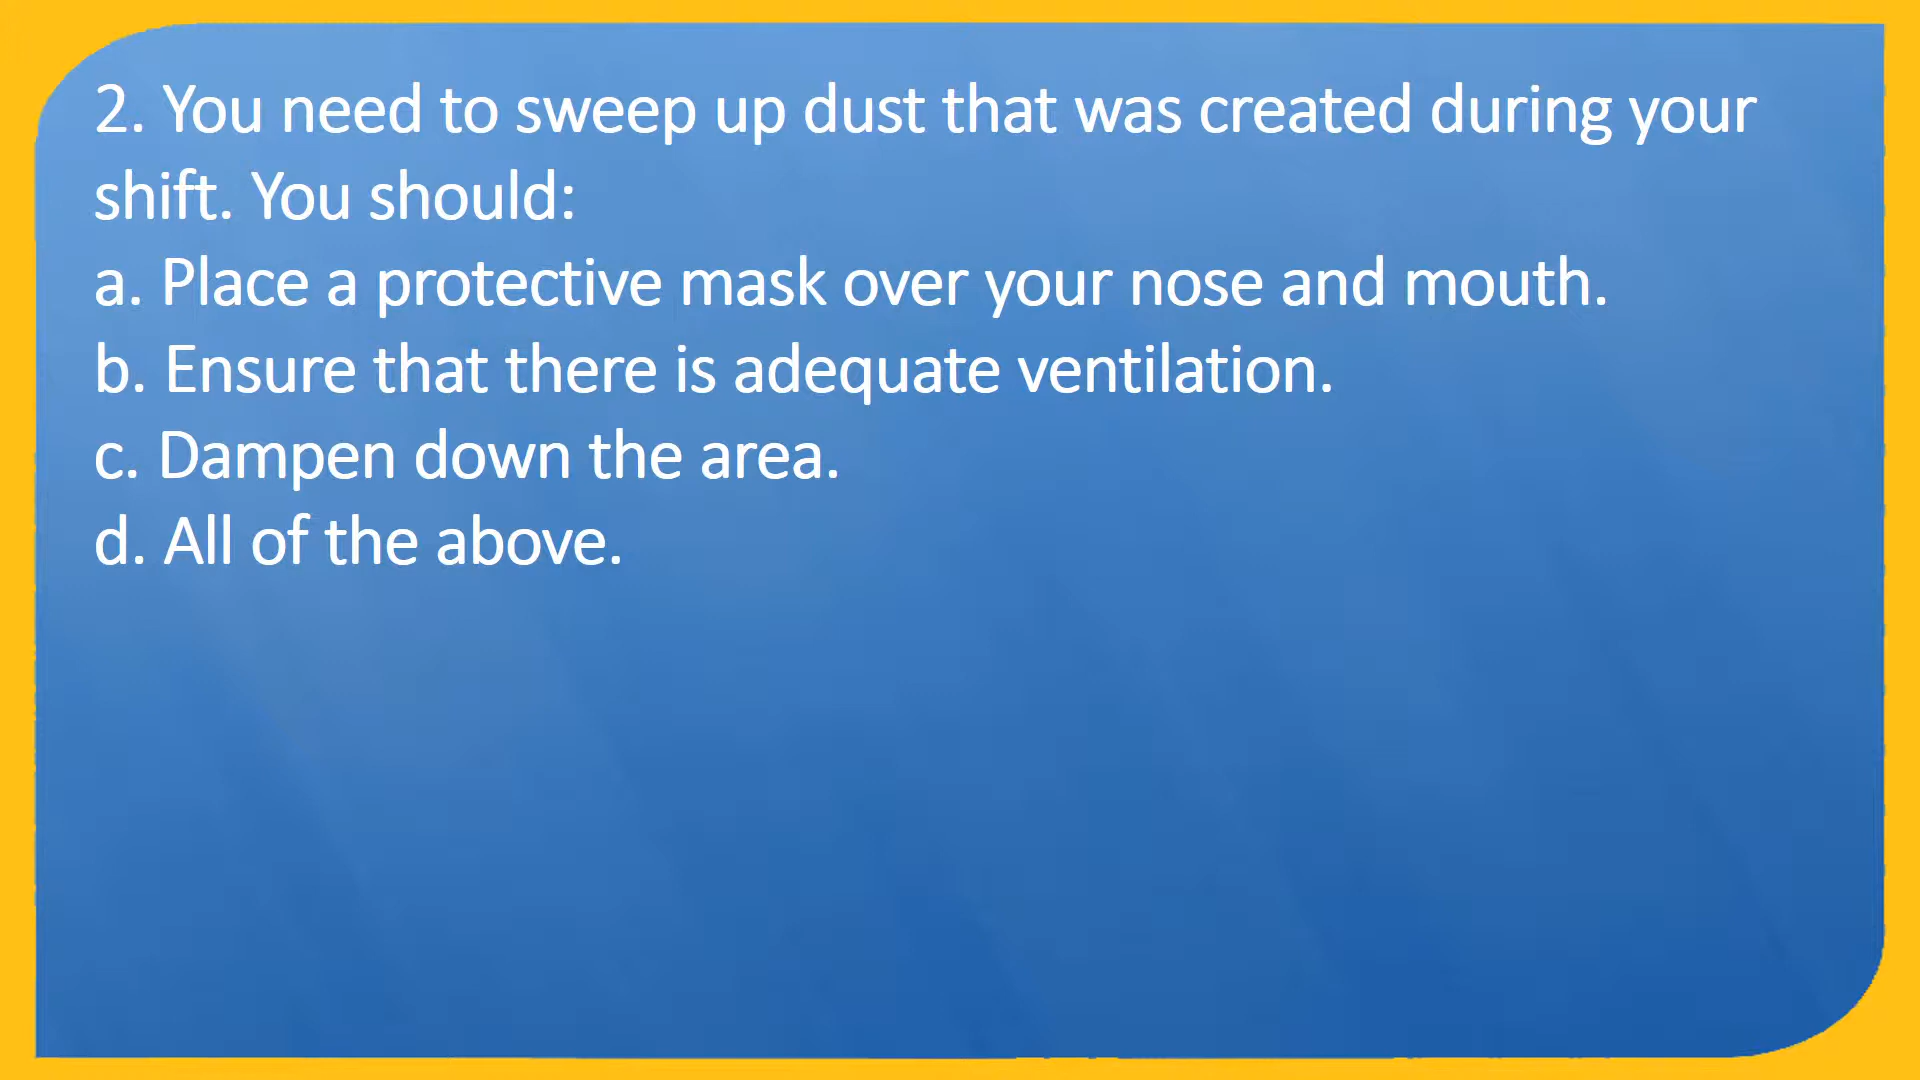 2. You need to sweep up dust that was created during your
shift. You should:
a. Place a protective mask over your nose and mouth.
b. Ensure that there is adequate ventilation.
c. Dampen down the area.
d. All of the above.